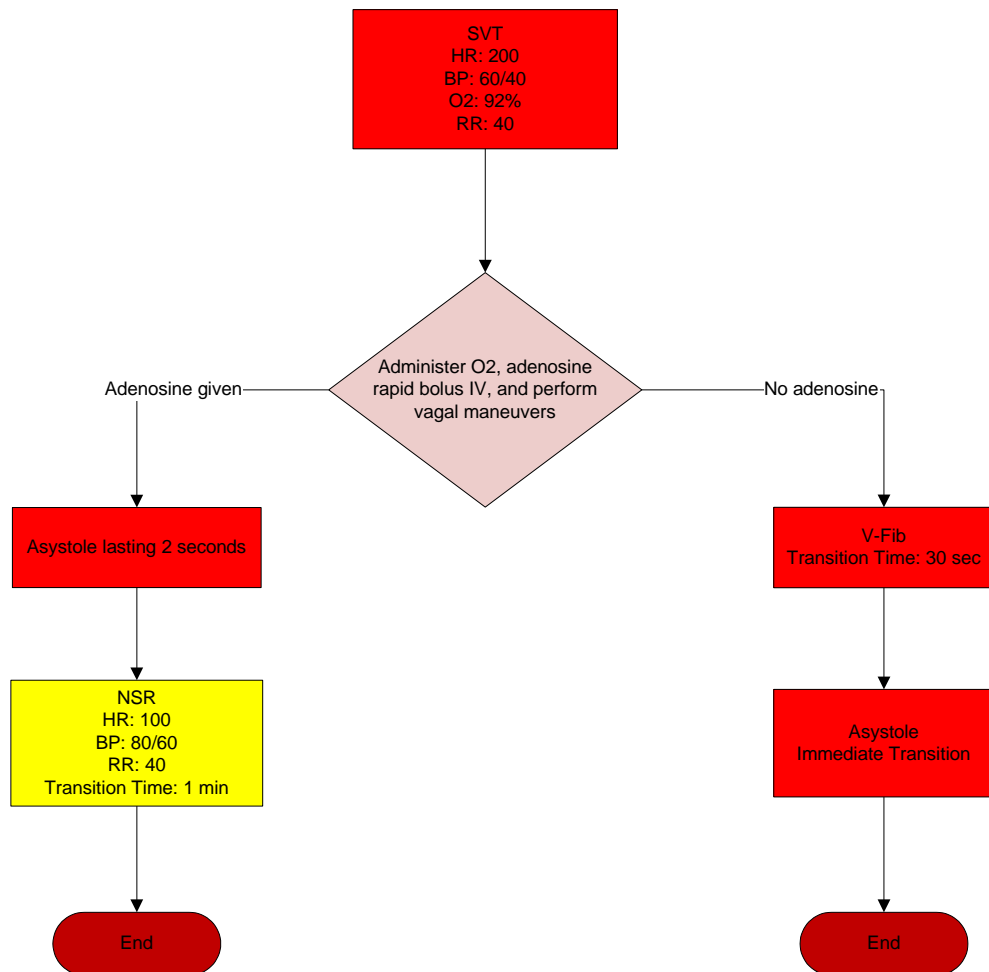 SVT
HR: 200
BP: 60/40
O2: 92%
RR: 40
Administer O2, adenosine
rapid bolus IV, and perform
vagal maneuvers
Adenosine given
No adenosine
Asystole lasting 2 seconds
V-Fib
Transition Time: 30 sec
NSR
HR: 100
BP: 80/60
RR: 40
Transition Time: 1 min
Asystole
Immediate Transition
End
End